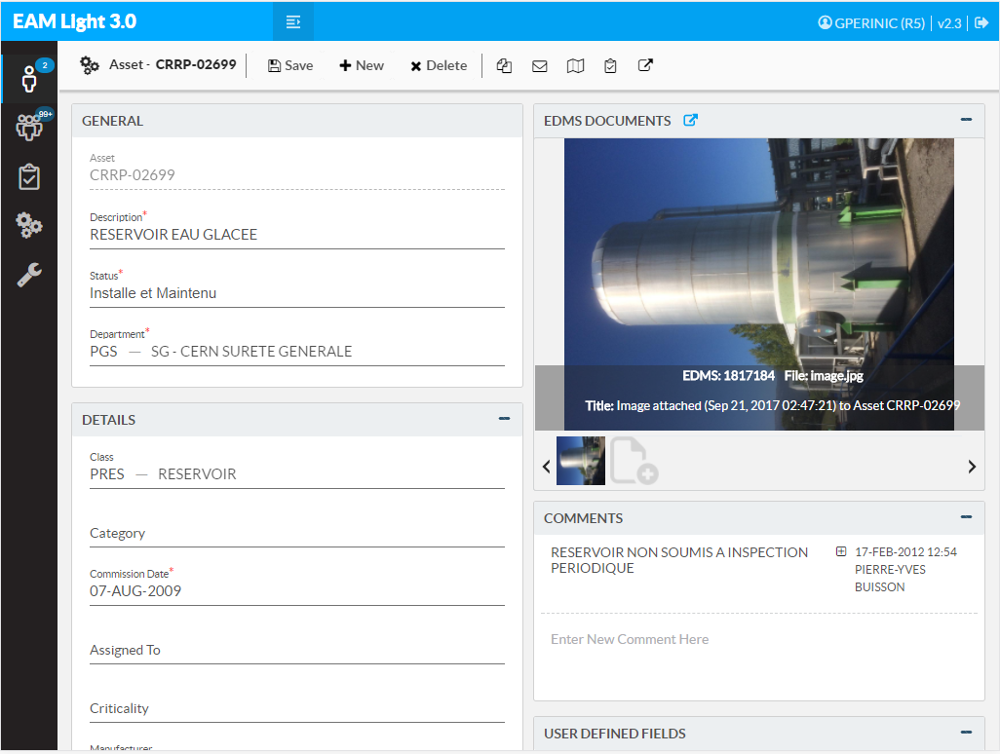 EAM Light 3.0
GPERINIC (R5) | v2.3
2
99+
Asset - CRRP-02699
Save
New
Delete
GENERAL
Asset
CRRP-02699
Description*
RESERVOIR EAU GLACEE
Status*
Installe et Maintenu
Department*
PGS — SG - CERN SURETE GENERALE
DETAILS
Class
PRES — RESERVOIR
Category
Commission Date*
07-AUG-2009
Assigned To
Criticality
Manufacturer
EDMS DOCUMENTS
EDMS: 1817184 File: image.jpg
Title: Image attached (Sep 21, 2017 02:47:21) to Asset CRRP-02699
COMMENTS
RESERVOIR NON SOUMIS A INSPECTION
PERIODIQUE
17-FEB-2012 12:54
PIERRE-YVES
BUISSON
Enter New Comment Here
USER DEFINED FIELDS